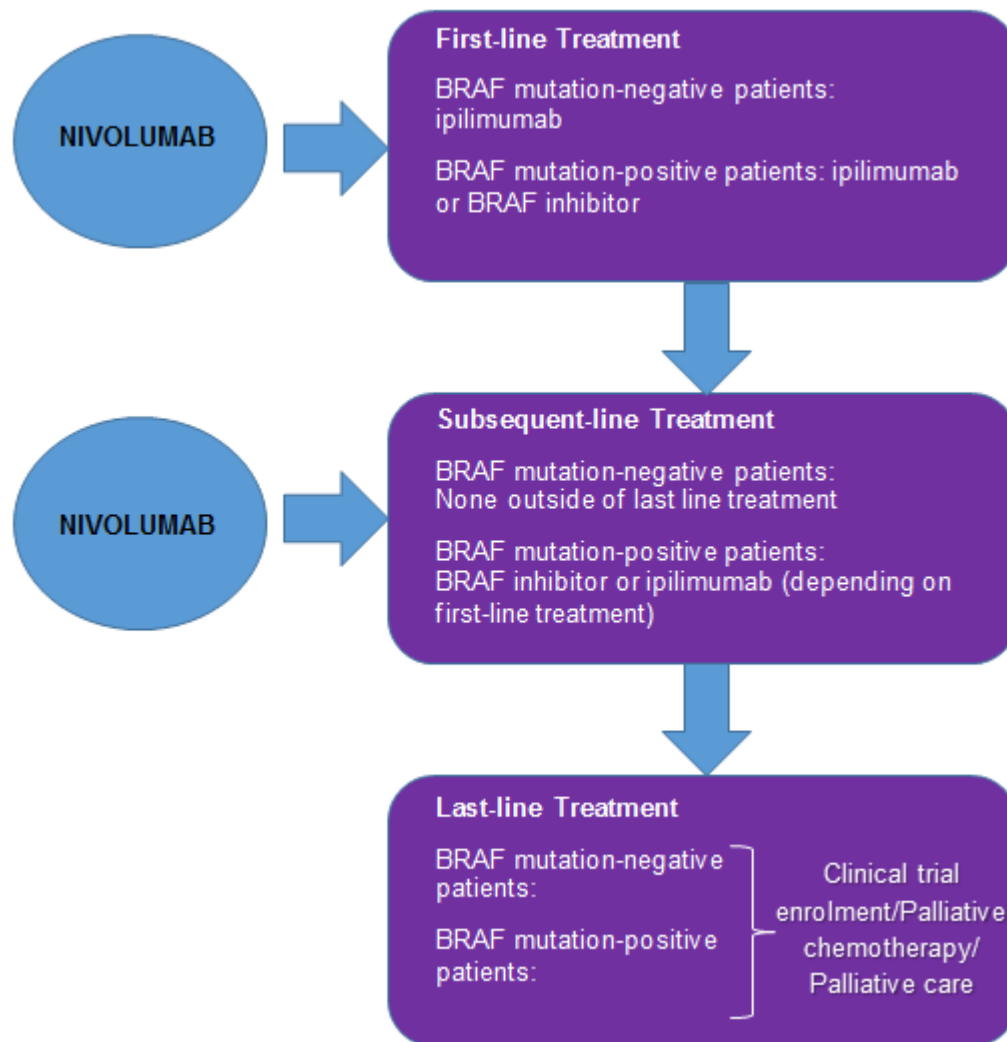 NIVOLUMAB
First-line Treatment
BRAF mutation-negative patients:
ipilimumab
BRAF mutation-positive patients: ipilimumab
or BRAF inhibitor
NIVOLUMAB
Subsequent-line Treatment
BRAF mutation-negative patients:
None outside of last line treatment
BRAF mutation-positive patients:
BRAF inhibitor or ipilimumab (depending on
first-line treatment)
Last-line Treatment
BRAF mutation-negative
patients:
BRAF mutation-positive
patients:
Clinical trial
enrolment/Palliative
chemotherapy/
Palliative care